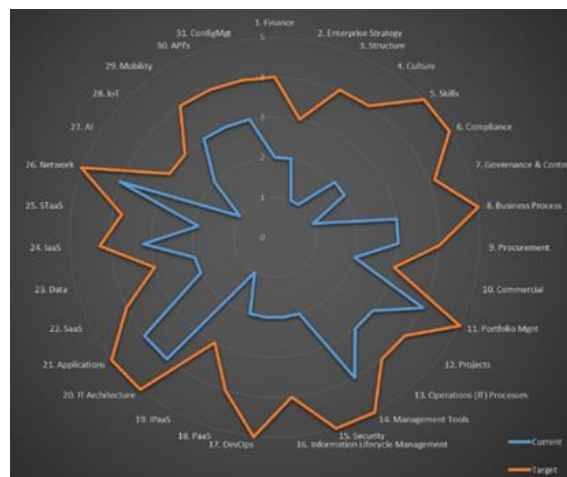 1. Finance
2. Enterprise Strategy
3. Structure
4. Culture
5. Skills
6. Compliance
7. Governance & Contr
8. Business Process
9. Procurement
10. Commercial
11. Portfolio Mgnt
12. Projects
13. Operations (IT) Processes
14. Management Tools
15. Security
16. Information Lifecycle Management
17. DevOps
18. PaaS
19. IPaaS
20. IT Architecture
21. Applications
22. SaaS
23. Data
24. IaaS
25. STaaS
26. Network
27. AI
28. IoT
29. Mobility
30. API's
31. ConfigMgt
5
4
3
2
1
0
Current
Target